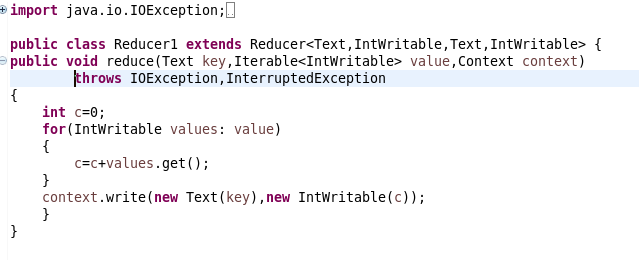 import java.io.IOException;

public class Reducer1 extends Reducer<Text,IntWritable,Text,IntWritable> {
public void reduce(Text key,Iterable<IntWritable> value,Context context)
        throws IOException,InterruptedException
{
    int c=0;
    for(IntWritable values: value)
    {
        c=c+values.get();
    }
    context.write(new Text(key),new IntWritable(c));
    }
}